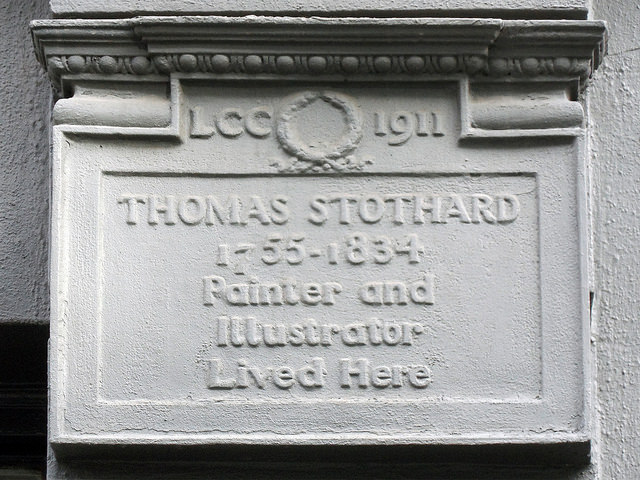 LCC 1911
THOMAS STOTHARD
1755-1834
Painter and
Illustrator
Lived Here